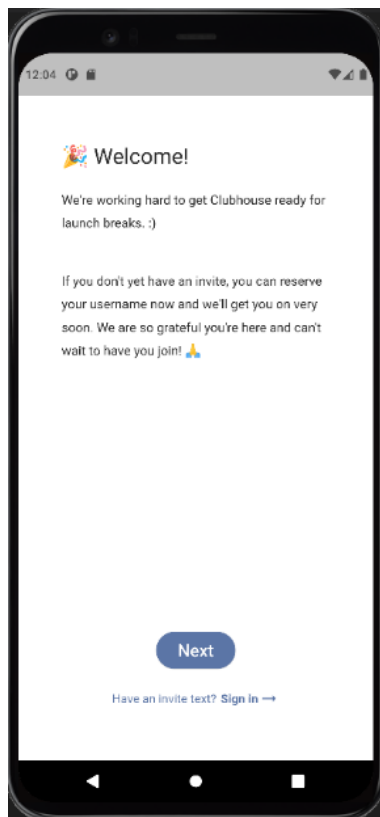 12:04
🎉 Welcome!
We're working hard to get Clubhouse ready for
launch breaks. :)
If you don't yet have an invite, you can reserve
your username now and we'll get you on very
soon. We are so grateful you're here and can't
wait to have you join! 🙏
Next
Have an invite text? Sign in →